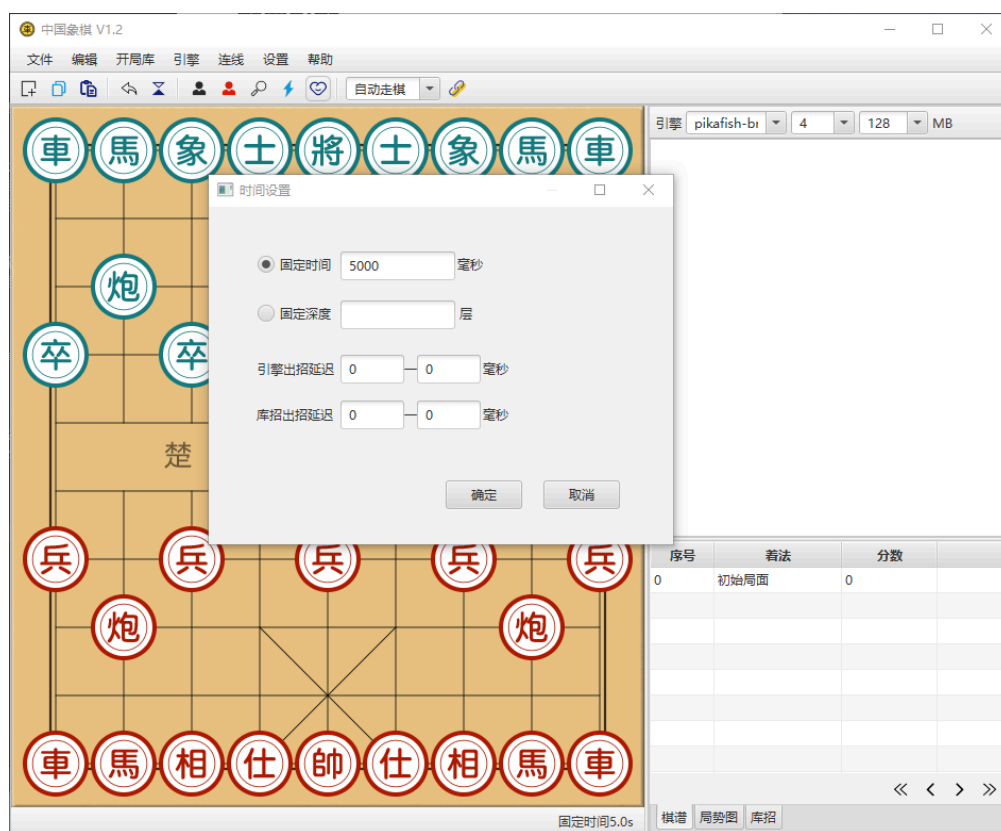 中国象棋 V1.2
文件 编辑 开局库 引擎 连线 设置 帮助
自动走棋
引擎 pikafish-br 4 128 MB
車 馬 象 士 將 士 象 馬 車
时间设置
炮
固定时间 5000 毫秒
固定深度 层
卒 卒
引擎出招延迟 0 — 0 毫秒
库招出招延迟 0 — 0 毫秒
楚
确定 取消
兵 兵 兵 兵 兵
序号 着法 分数
0 初始局面 0
炮 炮
車 馬 相 仕 帥 仕 相 馬 車
固定时间5.0s
棋谱 局势图 库招